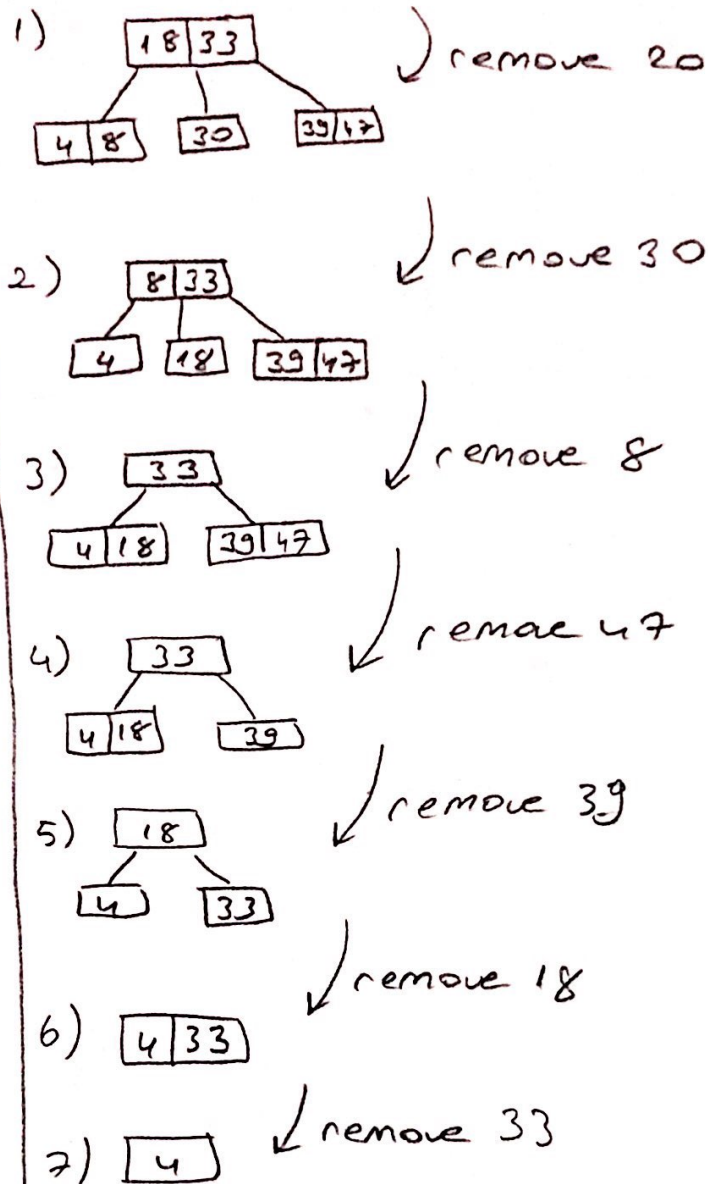 1) 18 33 remove 20
4 8 30 39 47
remove 30
2) 8 33
4 18 39 47
remove 8
3) 33
4 18 39 47
remove 47
4) 33
4 18 39
remove 39
5) 18
4 33
remove 18
6) 4 33
remove 33
7) 4